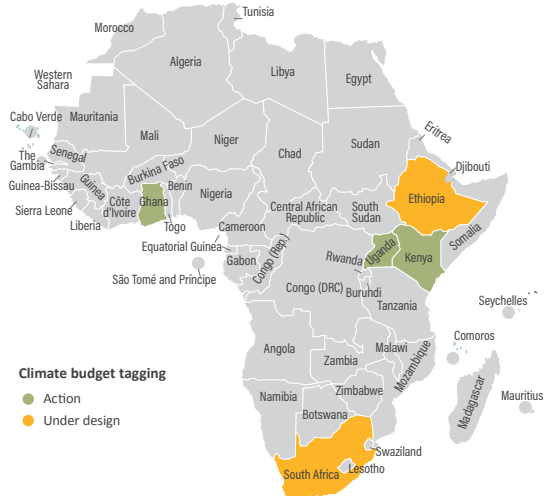 Tunisia
Morocco
Algeria
Libya
Egypt
Western
Sahara
Cabo Verde
Mauritania
Mali
Niger
Chad
Sudan
Eritrea
The
Gambia
Senegal
Burkina Faso
Djibouti
Guinea-Bissau
Guinea
Benin
Nigeria
Ethiopia
Sierra Leone
Côte
d'Ivoire
Ghana
Central African
Republic
South
Sudan
Liberia
Togo
Cameroon
Somalia
Equatorial Guinea
Gabon
Congo (Rep.)
Uganda
Kenya
Rwanda
São Tomé and Príncipe
Congo (DRC)
Burundi
Tanzania
Seychelles
Comoros
Angola
Malawi
Zambia
Mozambique
Climate budget tagging
Action
Under design
Namibia
Zimbabwe
Botswana
Madagascar
Mauritius
Swaziland
South Africa
Lesotho